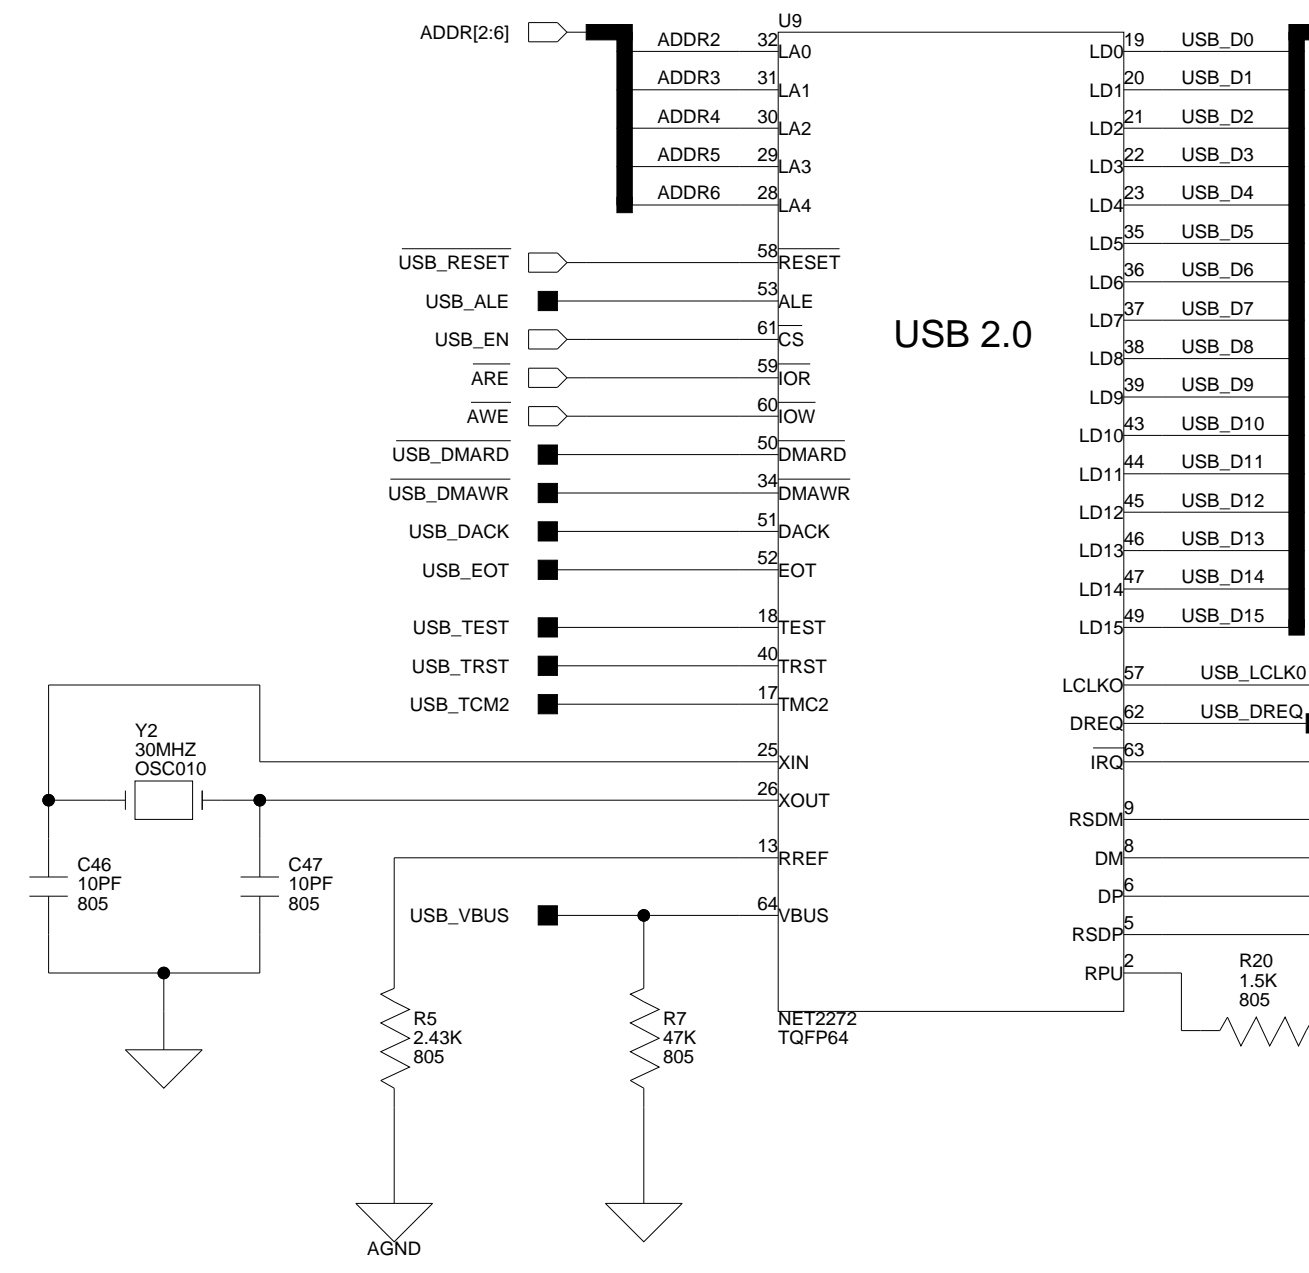 U9
ADDR[2:6]
ADDR2 32 LA0
ADDR3 31 LA1
ADDR4 30 LA2
ADDR5 29 LA3
ADDR6 28 LA4
USB_RESET 58 RESET
USB_ALE 53 ALE
USB_EN 61 CS
ARE 59 IOR
AWE 60 IOW
USB_DMARD 50 DMARD
USB_DMAWR 34 DMAWR
USB_DACK 51 DACK
USB_EOT 52 EOT
USB_TEST 18 TEST
USB_TRST 40 TRST
USB_TCM2 17 TMC2
25 XIN
26 XOUT
13 RREF
USB_VBUS 64 VBUS
USB 2.0
LD0 19 USB_D0
LD1 20 USB_D1
LD2 21 USB_D2
LD3 22 USB_D3
LD4 23 USB_D4
LD5 35 USB_D5
LD6 36 USB_D6
LD7 37 USB_D7
LD8 38 USB_D8
LD9 39 USB_D9
LD10 43 USB_D10
LD11 44 USB_D11
LD12 45 USB_D12
LD13 46 USB_D13
LD14 47 USB_D14
LD15 49 USB_D15
LCLKO 57 USB_LCLK0
DREQ 62 USB_DREQ
IRQ 63
RSDM 9
DM 8
DP 6
RSDP 5
RPU 2
Y2
30MHZ
OSC010
C46
10PF
805
C47
10PF
805
R5
2.43K
805
R7
47K
805
R20
1.5K
805
NET2272
TQFP64
AGND